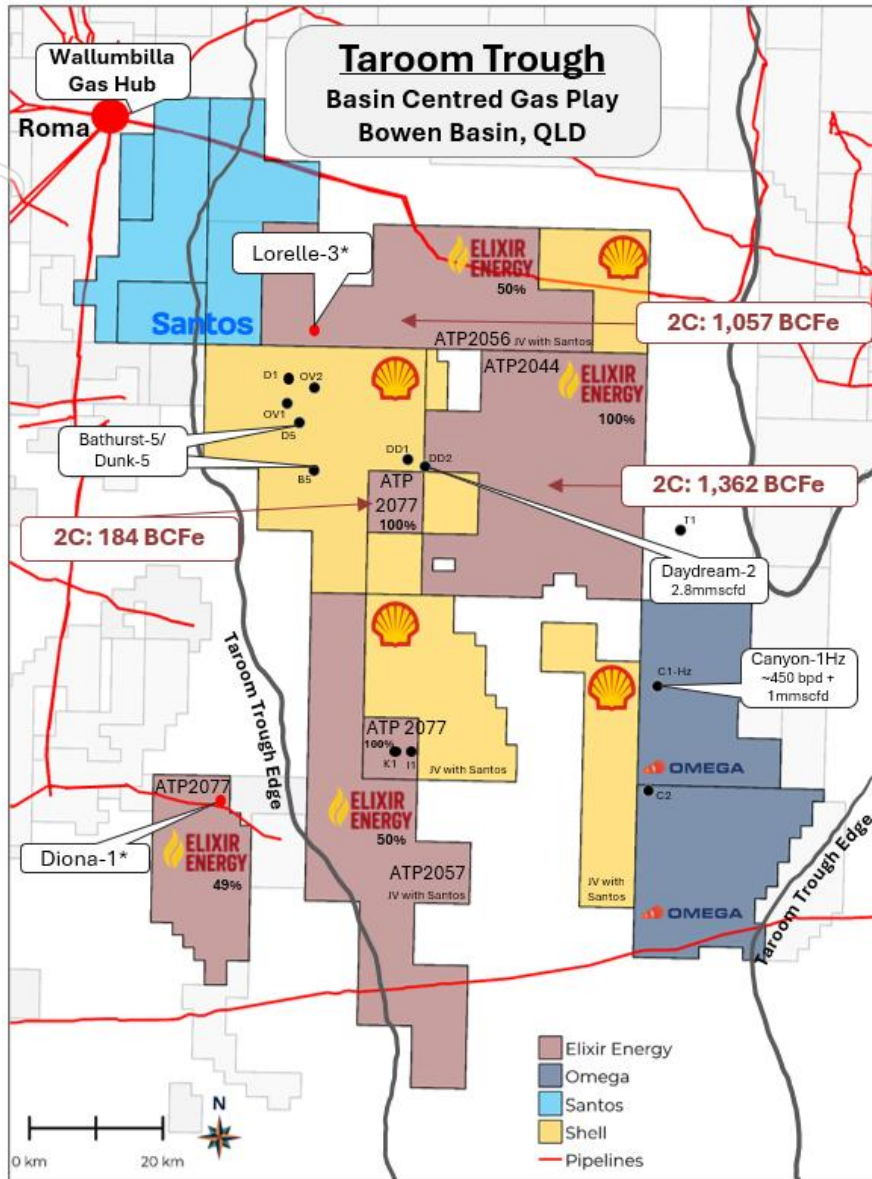 Taroom Trough
Basin Centred Gas Play
Bowen Basin, QLD
Wallumbilla
Gas Hub
Roma
Lorelle-3*
ELIXIR
ENERGY
50%
Santos
2C: 1,057 BCFe
ATP2056 JV with Santos
ATP2044
ELIXIR
ENERGY
100%
D1
OV2
OV1
D5
Bathurst-5/
Dunk-5
B5
DD1
DD2
ATP
2077
100%
2C: 1,362 BCFe
2C: 184 BCFe
T1
Daydream-2
2.8mmscfd
Taroom Trough Edge
Canyon-1Hz
~450 bpd +
1mmscfd
C1-Hz
ATP 2077
100%
K1
I1
JV with Santos
OMEGA
C2
ATP2077
ELIXIR
ENERGY
49%
Diona-1*
ELIXIR
ENERGY
50%
ATP2057
JV with Santos
JV with
Santos
OMEGA
Taroom Trough Edge
Elixir Energy
Omega
Santos
Shell
Pipelines
N
0 km
20 km